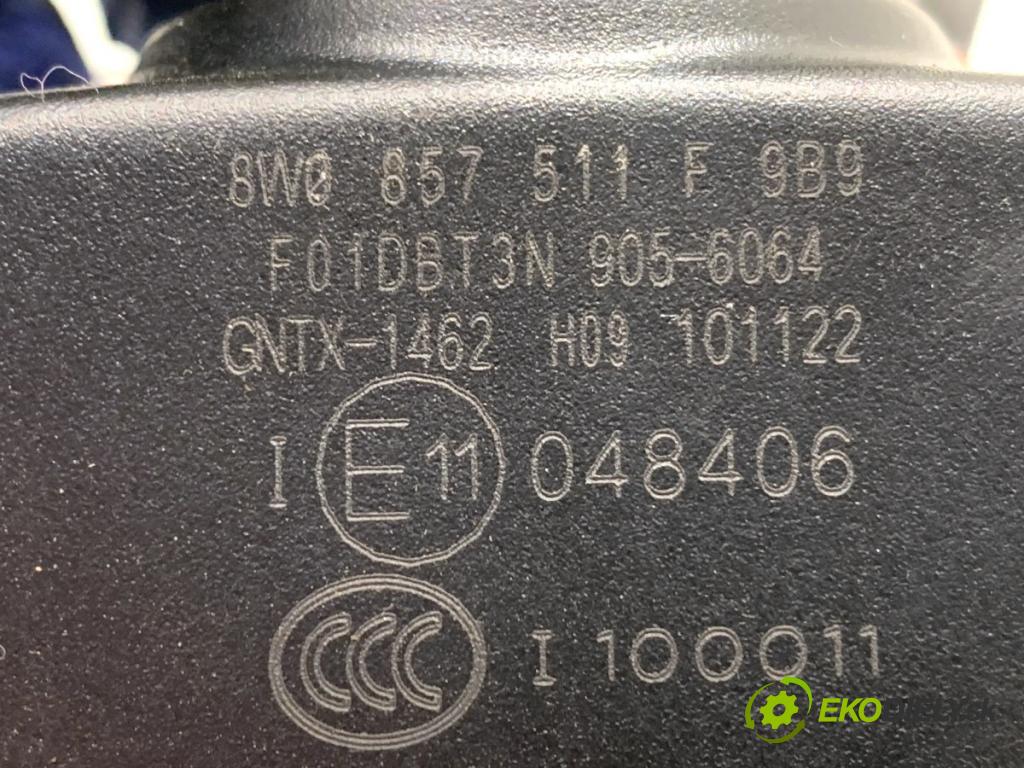 8W0 857 511 F 9B9
F01DBT3N 905-6064
GNTX-1462 H09 101122
I E 11 048406
CCC I 100011
EKO